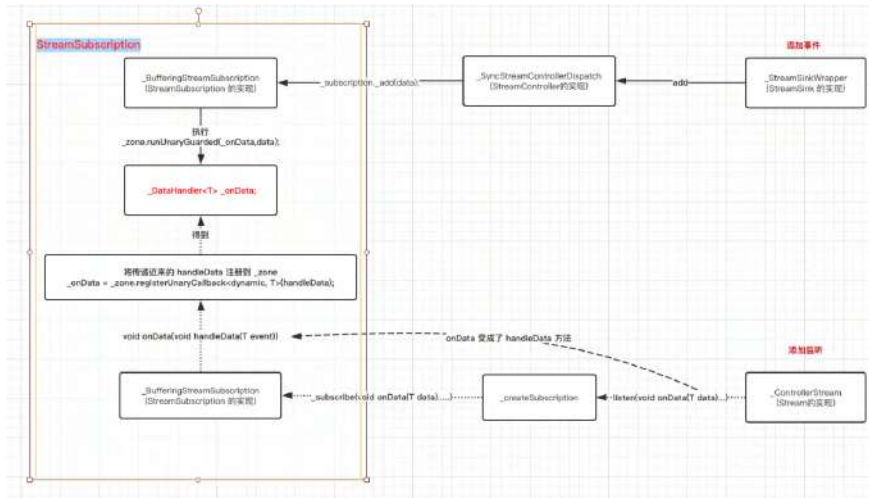 StreamSubscription
添加事件
_BufferingStreamSubscription
(StreamSubscription 的实现)
_subscription._add(data);
_SyncStreamControllerDispatch
(StreamController的实现)
add
_StreamSinkWrapper
(StreamSink 的实现)
执行
_zone.runUnaryGuarded(_onData,data);
_DataHandler<T> _onData;
得到
将传递近来的 handleData 注册到 _zone
_onData = _zone.registerUnaryCallback<dynamic, T>(handleData);
void onData(void handleData(T event))
onData 变成了 handleData 方法
添加监听
_BufferingStreamSubscription
(StreamSubscription 的实现)
_subscribe(void onData(T data)....)
_createSubscription
listen(void onData(T data)...)
_ControllerStream
(Stream的实现)